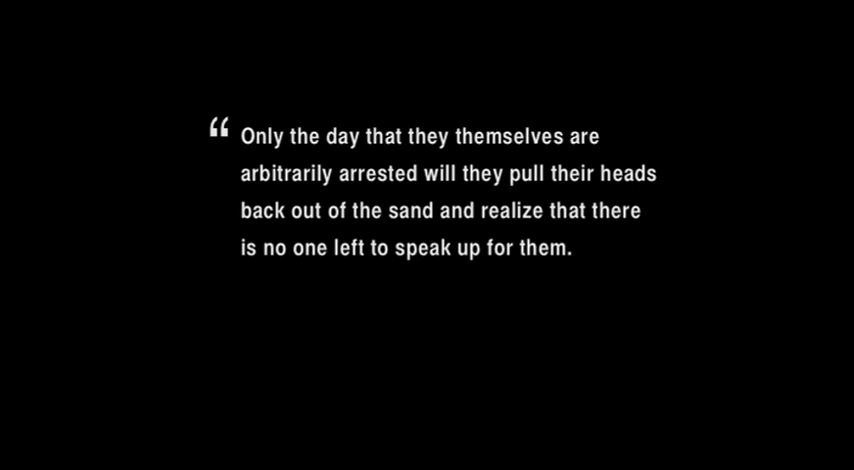 “ Only the day that they themselves are
arbitrarily arrested will they pull their heads
back out of the sand and realize that there
is no one left to speak up for them.